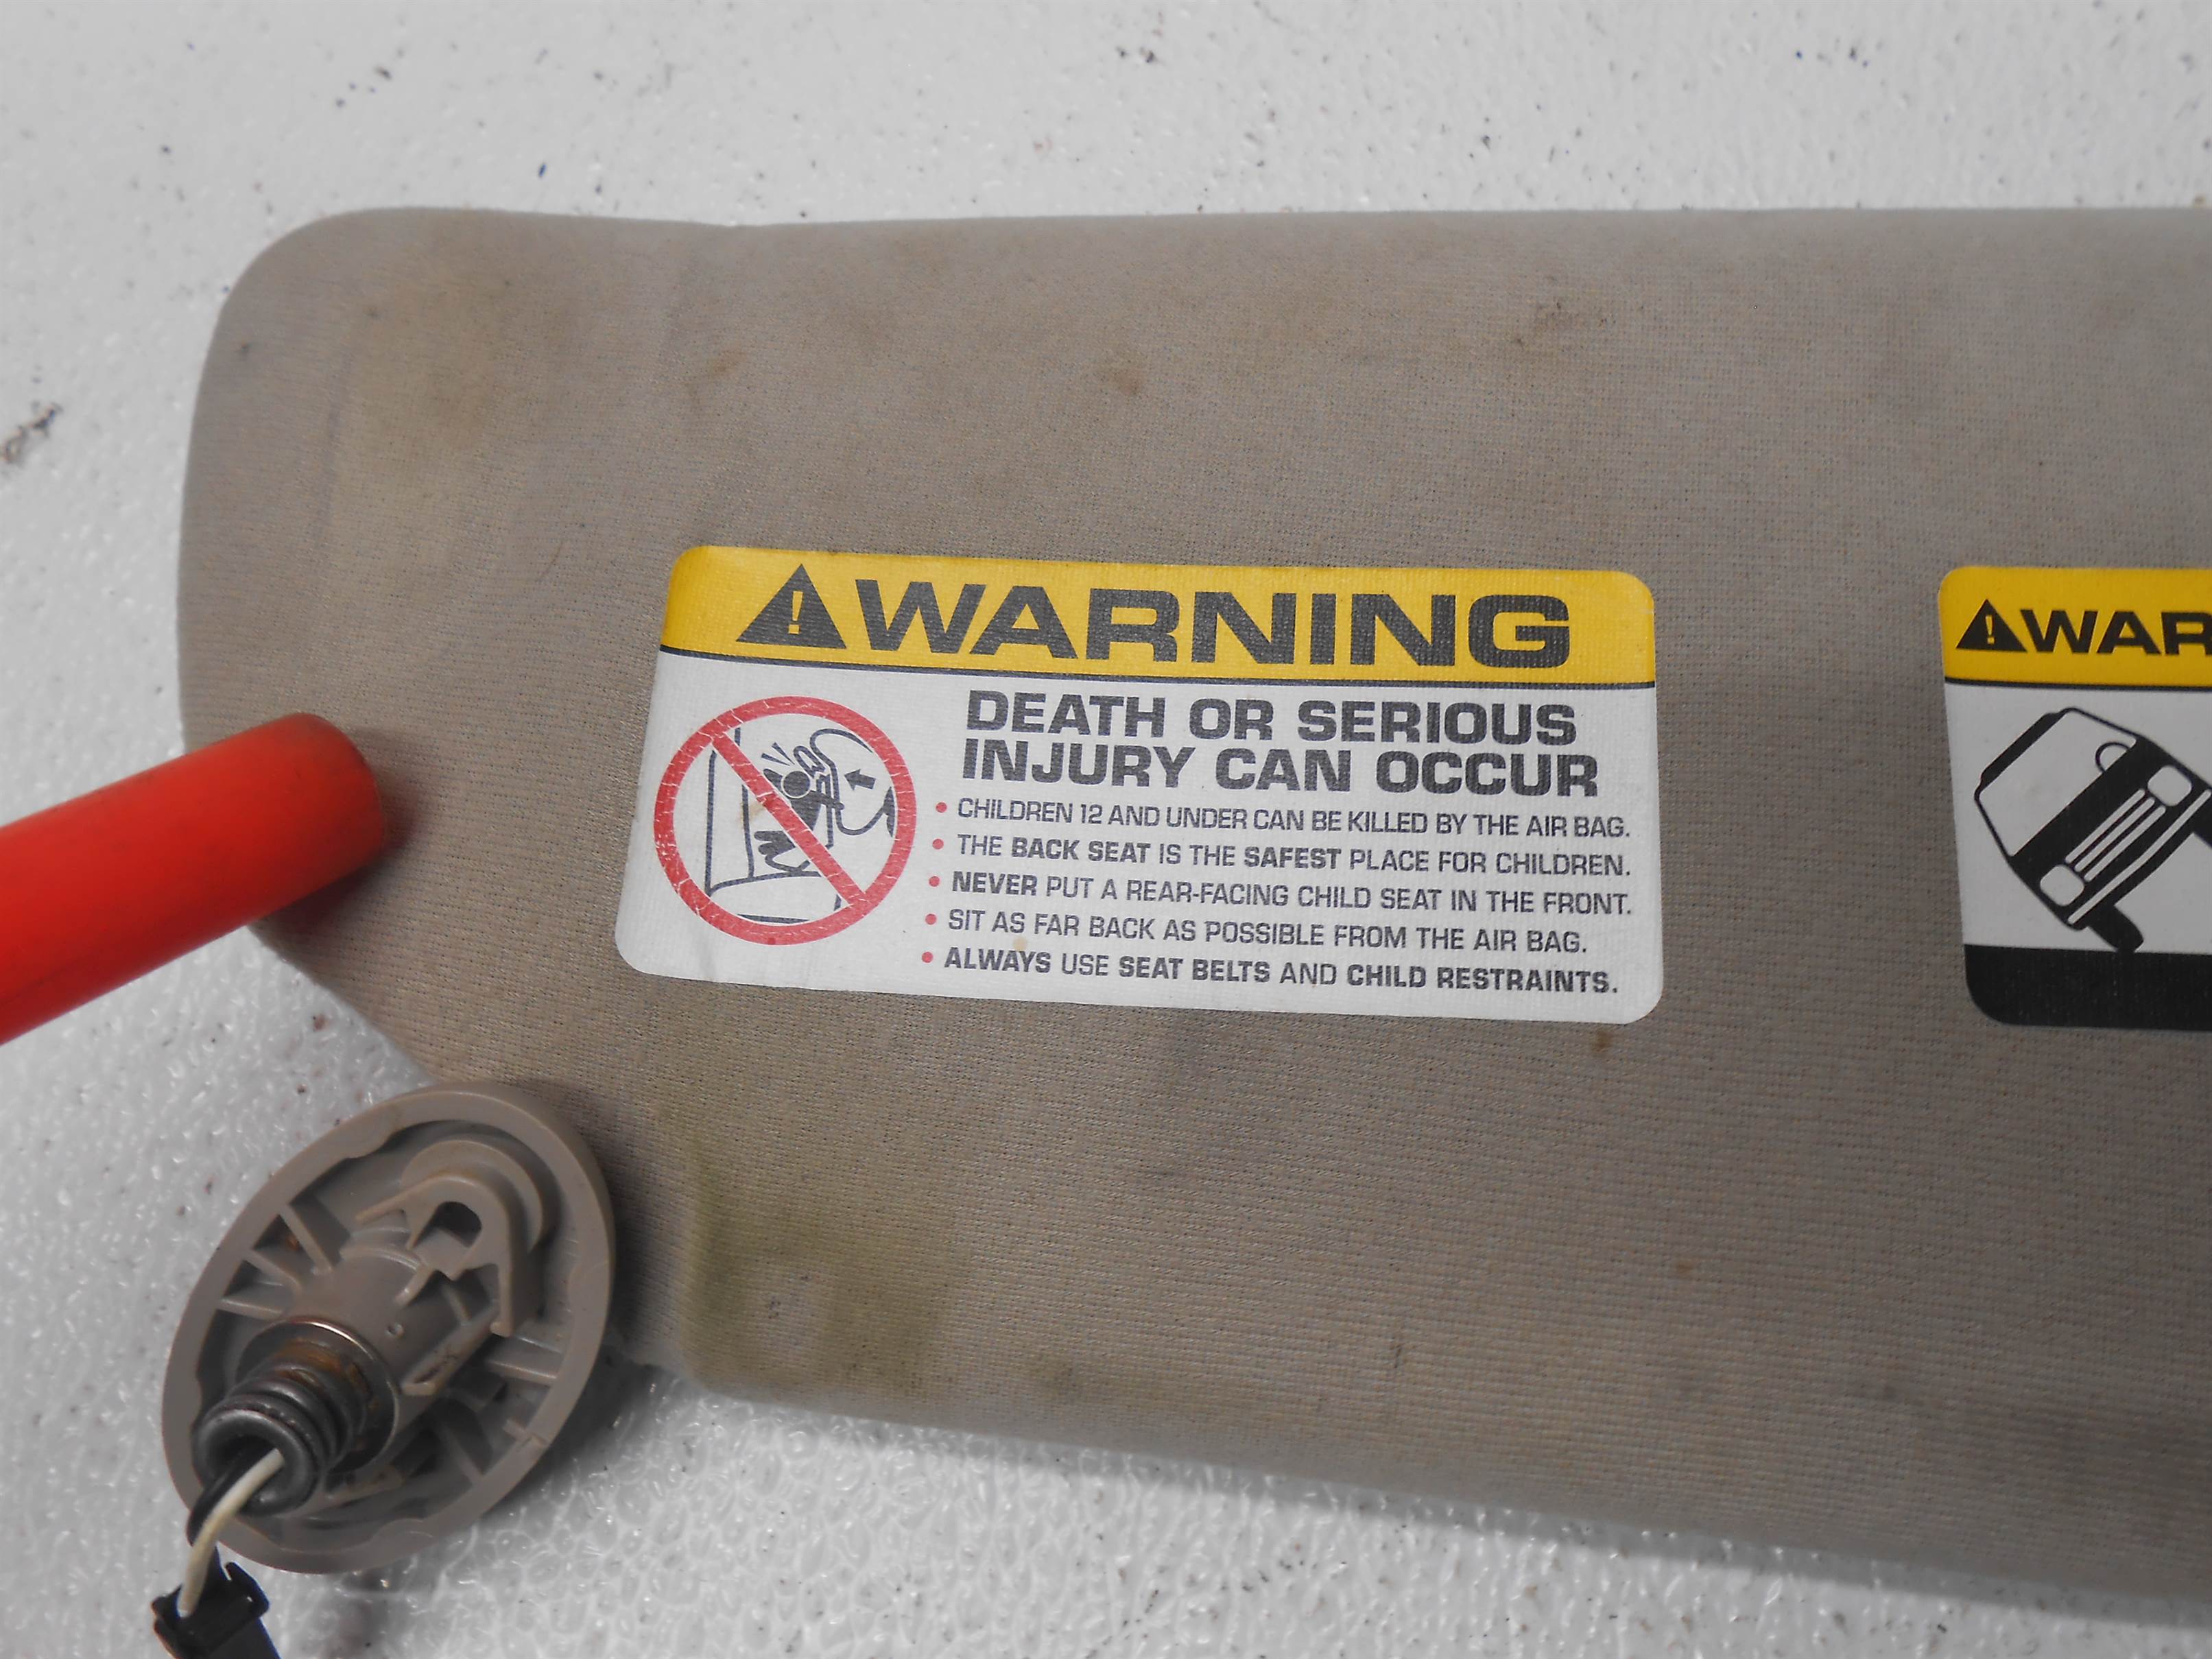 ! WARNING
DEATH OR SERIOUS
INJURY CAN OCCUR
• CHILDREN 12 AND UNDER CAN BE KILLED BY THE AIR BAG.
• THE BACK SEAT IS THE SAFEST PLACE FOR CHILDREN.
• NEVER PUT A REAR-FACING CHILD SEAT IN THE FRONT.
• SIT AS FAR BACK AS POSSIBLE FROM THE AIR BAG.
• ALWAYS USE SEAT BELTS AND CHILD RESTRAINTS.
! WAR